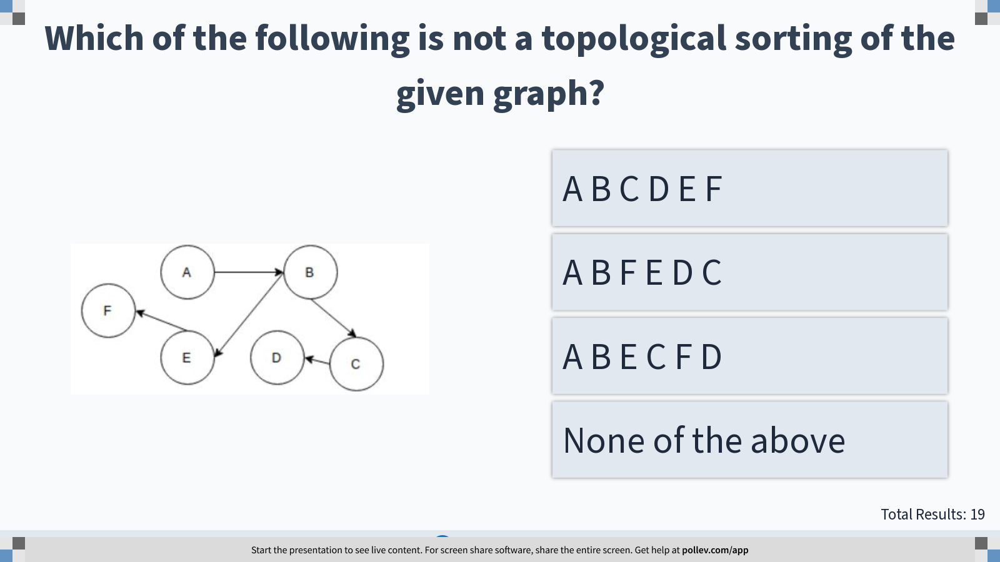 Which of the following is not a topological sorting of the
given graph?
A B C D E F
A B F E D C
A B E C F D
None of the above
A
B
F
E
D
C
Total Results: 19
Start the presentation to see live content. For screen share software, share the entire screen. Get help at pollev.com/app